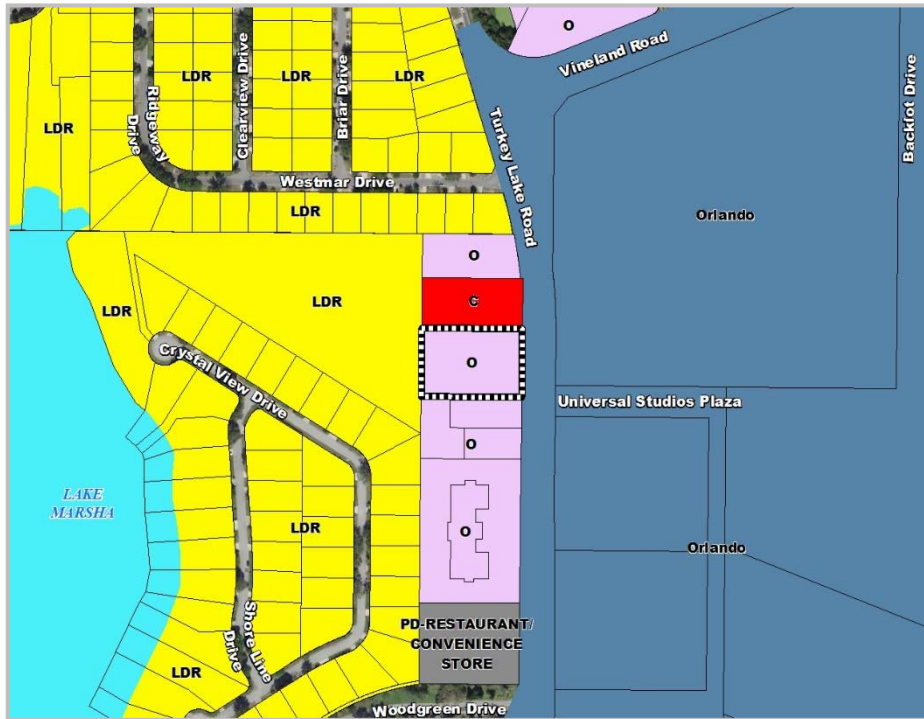 O
Vineland Road
Backlot Drive
LDR
LDR
LDR
LDR
Ridgeway
Drive
Clearview Drive
Briar Drive
Turkey Lake Road
Westmar Drive
LDR
Orlando
O
C
LDR
LDR
Crystal View Drive
O
Universal Studios Plaza
O
LAKE
MARSHA
LDR
O
Orlando
PD-RESTAURANT/
CONVENIENCE
STORE
Shore Line
Drive
LDR
Woodgreen Drive